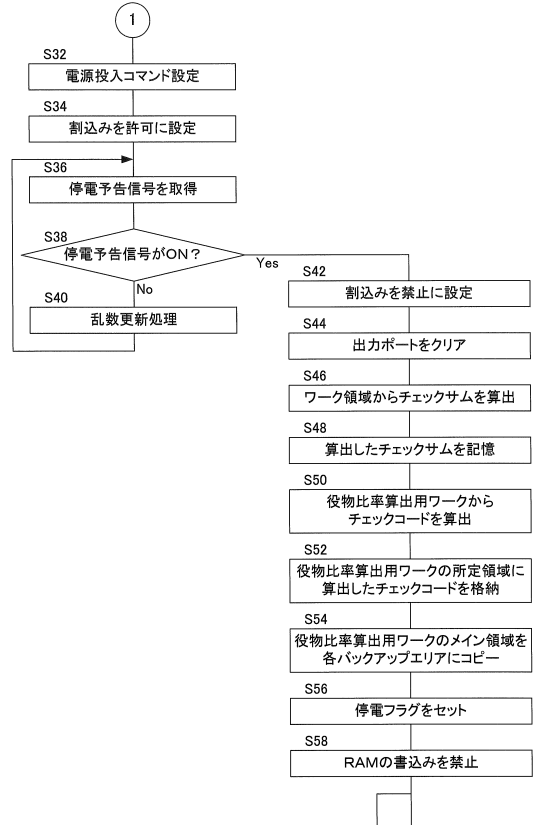 1
S32
電源投入コマンド設定
S34
割込みを許可に設定
S36
停電予告信号を取得
S38
停電予告信号がON?
Yes
No
S40
乱数更新処理
S42
割込みを禁止に設定
S44
出力ポートをクリア
S46
ワーク領域からチェックサムを算出
S48
算出したチェックサムを記憶
S50
役物比率算出用ワークから
チェックコードを算出
S52
役物比率算出用ワークの所定領域に
算出したチェックコードを格納
S54
役物比率算出用ワークのメイン領域を
各バックアップエリアにコピー
S56
停電フラグをセット
S58
RAMの書込みを禁止